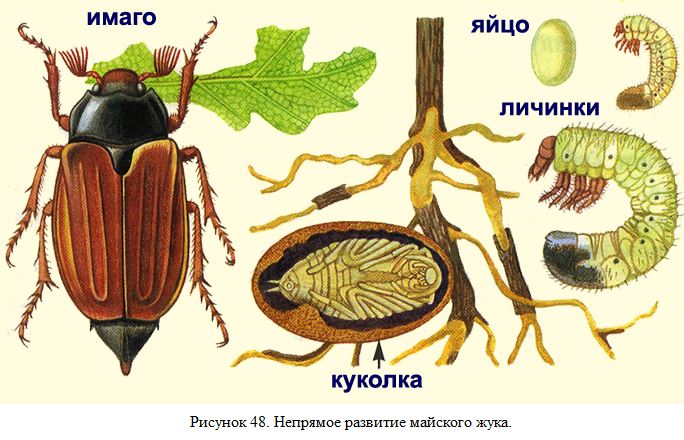 имаго
яйцо
личинки
куколка
Рисунок 48. Непрямое развитие майского жука.